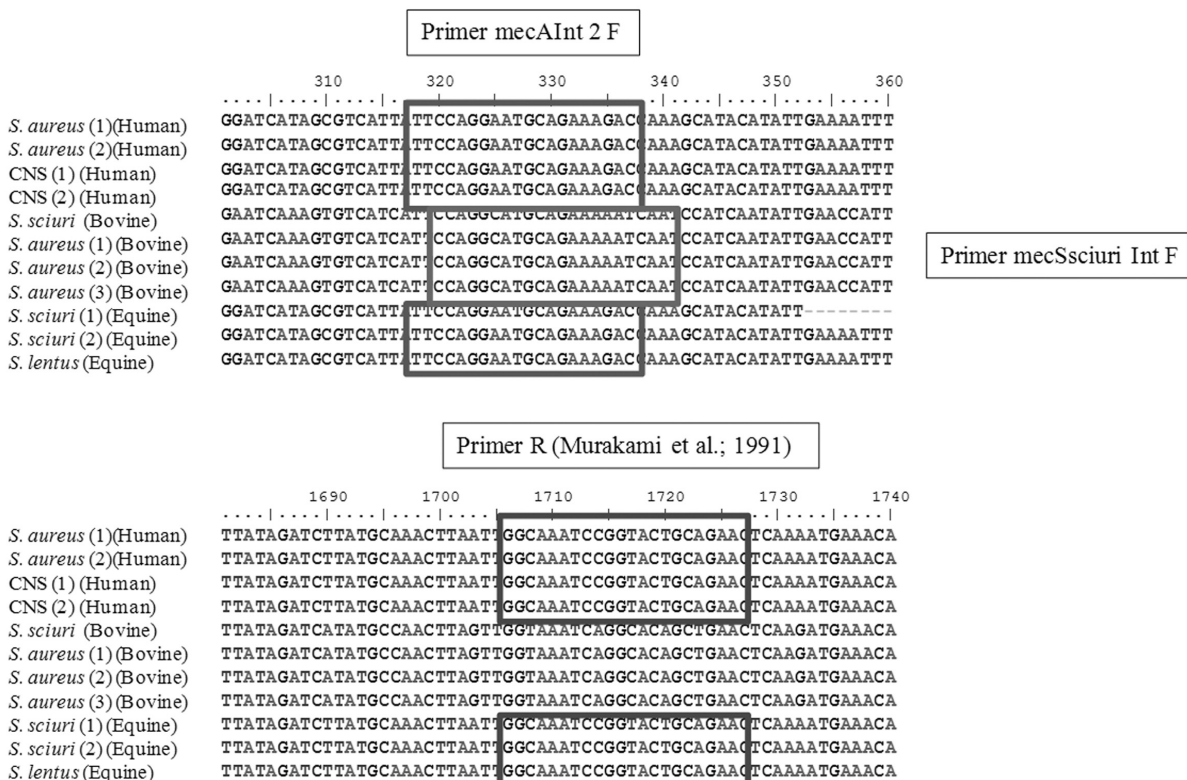 Primer mecAInt 2 F
310 320 330 340 350 360
S. aureus (1)(Human) GGATCATAGCGTCATTATTCCAGGAATGCAGAAAGACCAAAGCATACATATTGAAAATTT
S. aureus (2)(Human) GGATCATAGCGTCATTATTCCAGGAATGCAGAAAGACCAAAGCATACATATTGAAAATTT
CNS (1) (Human) GGATCATAGCGTCATTATTCCAGGAATGCAGAAAGACCAAAGCATACATATTGAAAATTT
CNS (2) (Human) GGATCATAGCGTCATTATTCCAGGAATGCAGAAAGACCAAAGCATACATATTGAAAATTT
S. sciuri (Bovine) GAATCAAAGTGTCATCATTCCAGGCATGCAGAAAAATCAATCCATCAATATTGAACCATT
S. aureus (1) (Bovine) GAATCAAAGTGTCATCATTCCAGGCATGCAGAAAAATCAATCCATCAATATTGAACCATT
S. aureus (2) (Bovine) GAATCAAAGTGTCATCATTCCAGGCATGCAGAAAAATCAATCCATCAATATTGAACCATT
S. aureus (3) (Bovine) GAATCAAAGTGTCATCATTCCAGGCATGCAGAAAAATCAATCCATCAATATTGAACCATT
S. sciuri (1) (Equine) GGATCATAGCGTCATTATTCCAGGAATGCAGAAAGACCAAAGCATACATATT--------
S. sciuri (2) (Equine) GGATCATAGCGTCATTATTCCAGGAATGCAGAAAGACCAAAGCATACATATTGAAAATTT
S. lentus (Equine) GGATCATAGCGTCATTATTCCAGGAATGCAGAAAGACCAAAGCATACATATTGAAAATTT
Primer mecSsciuri Int F
Primer R (Murakami et al.; 1991)
1690 1700 1710 1720 1730 1740
S. aureus (1)(Human) TTATAGATCTTATGCAAACTTAATTGGCAAATCCGGTACTGCAGAACTCAAAATGAAACA
S. aureus (2)(Human) TTATAGATCTTATGCAAACTTAATTGGCAAATCCGGTACTGCAGAACTCAAAATGAAACA
CNS (1) (Human) TTATAGATCTTATGCAAACTTAATTGGCAAATCCGGTACTGCAGAACTCAAAATGAAACA
CNS (2) (Human) TTATAGATCTTATGCAAACTTAATTGGCAAATCCGGTACTGCAGAACTCAAAATGAAACA
S. sciuri (Bovine) TTATAGATCATATGCCAACTTAGTTGGTAAATCAGGCACAGCTGAACTCAAGATGAAACA
S. aureus (1) (Bovine) TTATAGATCATATGCCAACTTAGTTGGTAAATCAGGCACAGCTGAACTCAAGATGAAACA
S. aureus (2) (Bovine) TTATAGATCATATGCCAACTTAGTTGGTAAATCAGGCACAGCTGAACTCAAGATGAAACA
S. aureus (3) (Bovine) TTATAGATCATATGCCAACTTAGTTGGTAAATCAGGCACAGCTGAACTCAAGATGAAACA
S. sciuri (1) (Equine) TTATAGATCTTATGCAAACTTAATTGGCAAATCCGGTACTGCAGAACTCAAAATGAAACA
S. sciuri (2) (Equine) TTATAGATCTTATGCAAACTTAATTGGCAAATCCGGTACTGCAGAACTCAAAATGAAACA
S. lentus (Equine) TTATAGATCTTATGCAAACTTAATTGGCAAATCCGGTACTGCAGAACTCAAAATGAAACA